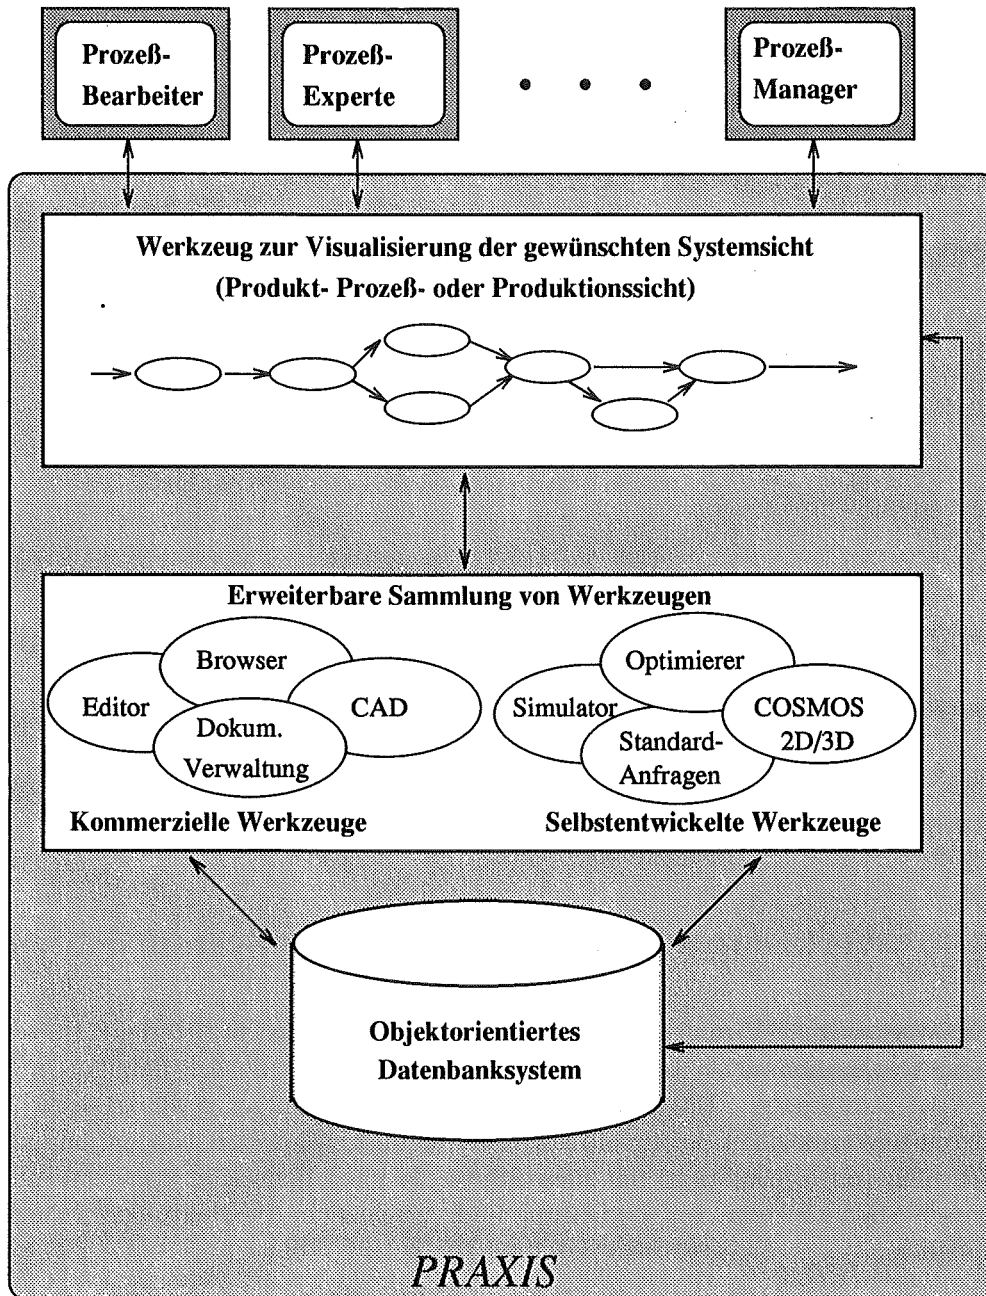 Prozeß-
Bearbeiter
Prozeß-
Experte
Prozeß-
Manager
Werkzeug zur Visualisierung der gewünschten Systemsicht
(Produkt- Prozeß- oder Produktionssicht)
Erweiterbare Sammlung von Werkzeugen
Editor
Browser
CAD
Dokum.
Verwaltung
Simulator
Optimierer
COSMOS
2D/3D
Standard-
Anfragen
Kommerzielle Werkzeuge
Selbstentwickelte Werkzeuge
Objektorientiertes
Datenbanksystem
PRAXIS